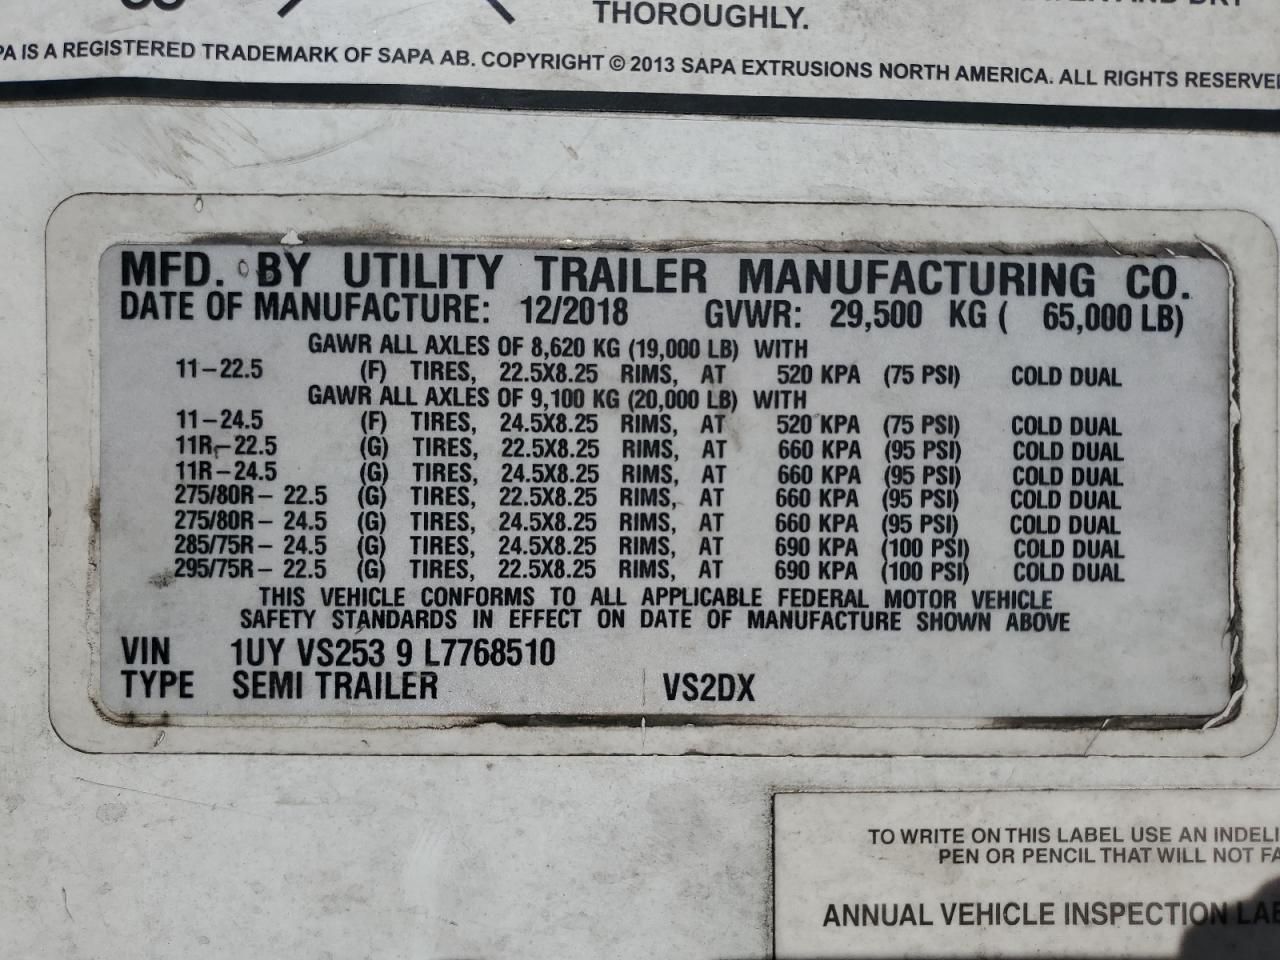 THOROUGHLY.
PA IS A REGISTERED TRADEMARK OF SAPA AB. COPYRIGHT © 2013 SAPA EXTRUSIONS NORTH AMERICA. ALL RIGHTS RESERVE
MFD. BY UTILITY TRAILER MANUFACTURING CO.
DATE OF MANUFACTURE: 12/2018 GVWR: 29,500 KG ( 65,000 LB)
GAWR ALL AXLES OF 8,620 KG (19,000 LB) WITH
11-22.5 (F) TIRES, 22.5X8.25 RIMS, AT 520 KPA (75 PSI) COLD DUAL
GAWR ALL AXLES OF 9,100 KG (20,000 LB) WITH
11-24.5 (F) TIRES, 24.5X8.25 RIMS, AT 520 KPA (75 PSI) COLD DUAL
11R-22.5 (G) TIRES, 22.5X8.25 RIMS, AT 660 KPA (95 PSI) COLD DUAL
11R-24.5 (G) TIRES, 24.5X8.25 RIMS, AT 660 KPA (95 PSI) COLD DUAL
275/80R- 22.5 (G) TIRES, 22.5X8.25 RIMS, AT 660 KPA (95 PSI) COLD DUAL
275/80R- 24.5 (G) TIRES, 24.5X8.25 RIMS, AT 660 KPA (95 PSI) COLD DUAL
285/75R- 24.5 (G) TIRES, 24.5X8.25 RIMS, AT 690 KPA (100 PSI) COLD DUAL
295/75R- 22.5 (G) TIRES, 22.5X8.25 RIMS, AT 690 KPA (100 PSI) COLD DUAL
THIS VEHICLE CONFORMS TO ALL APPLICABLE FEDERAL MOTOR VEHICLE
SAFETY STANDARDS IN EFFECT ON DATE OF MANUFACTURE SHOWN ABOVE
VIN 1UY VS253 9 L7768510
TYPE SEMI TRAILER VS2DX
TO WRITE ON THIS LABEL USE AN INDELI
PEN OR PENCIL THAT WILL NOT FA
ANNUAL VEHICLE INSPECTION LAB